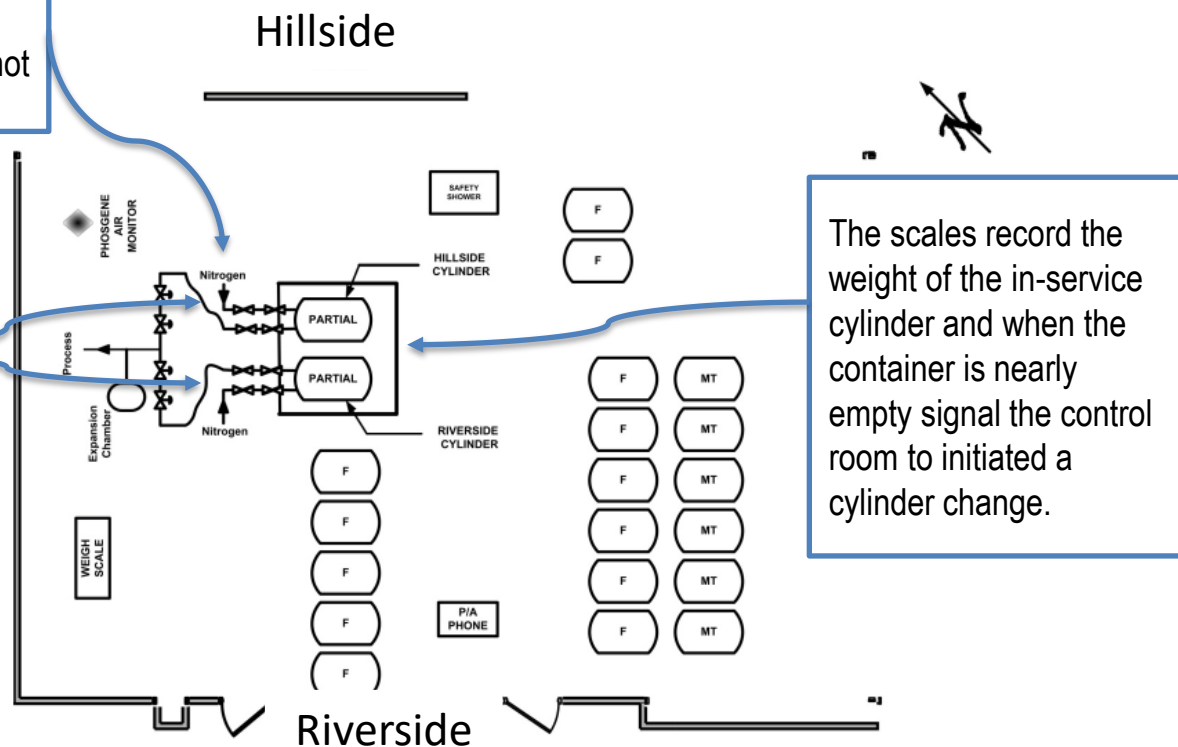 Hillside
not
SAFETY
SHOWER
F
F
PHOSGENE
AIR
MONITOR
Nitrogen
HILLSIDE
CYLINDER
PARTIAL
PARTIAL
Process
Expansion
Chamber
Nitrogen
RIVERSIDE
CYLINDER
The scales record the
weight of the in-service
cylinder and when the
container is nearly
empty signal the control
room to initiated a
cylinder change.
F
MT
F
MT
F
MT
F
MT
F
MT
F
MT
F
F
F
F
F
WEIGH
SCALE
P/A
PHONE
Riverside
N